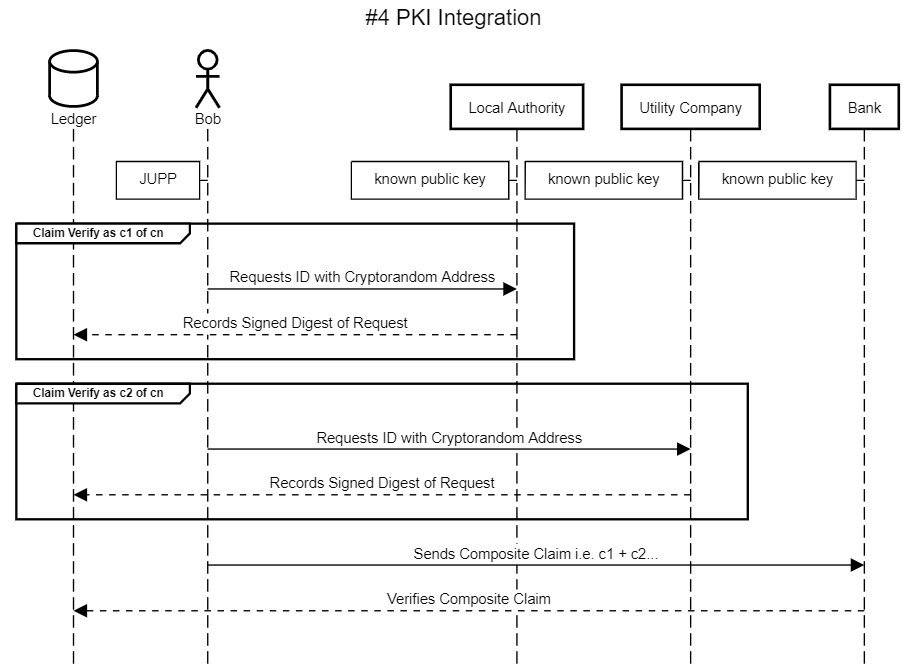 #4 PKI Integration
Ledger
Bob
Local Authority
Utility Company
Bank
JUPP
known public key
known public key
known public key
Claim Verify as c1 of cn
Requests ID with Cryptorandom Address
Records Signed Digest of Request
Claim Verify as c2 of cn
Requests ID with Cryptorandom Address
Records Signed Digest of Request
Sends Composite Claim i.e. c1 + c2...
Verifies Composite Claim